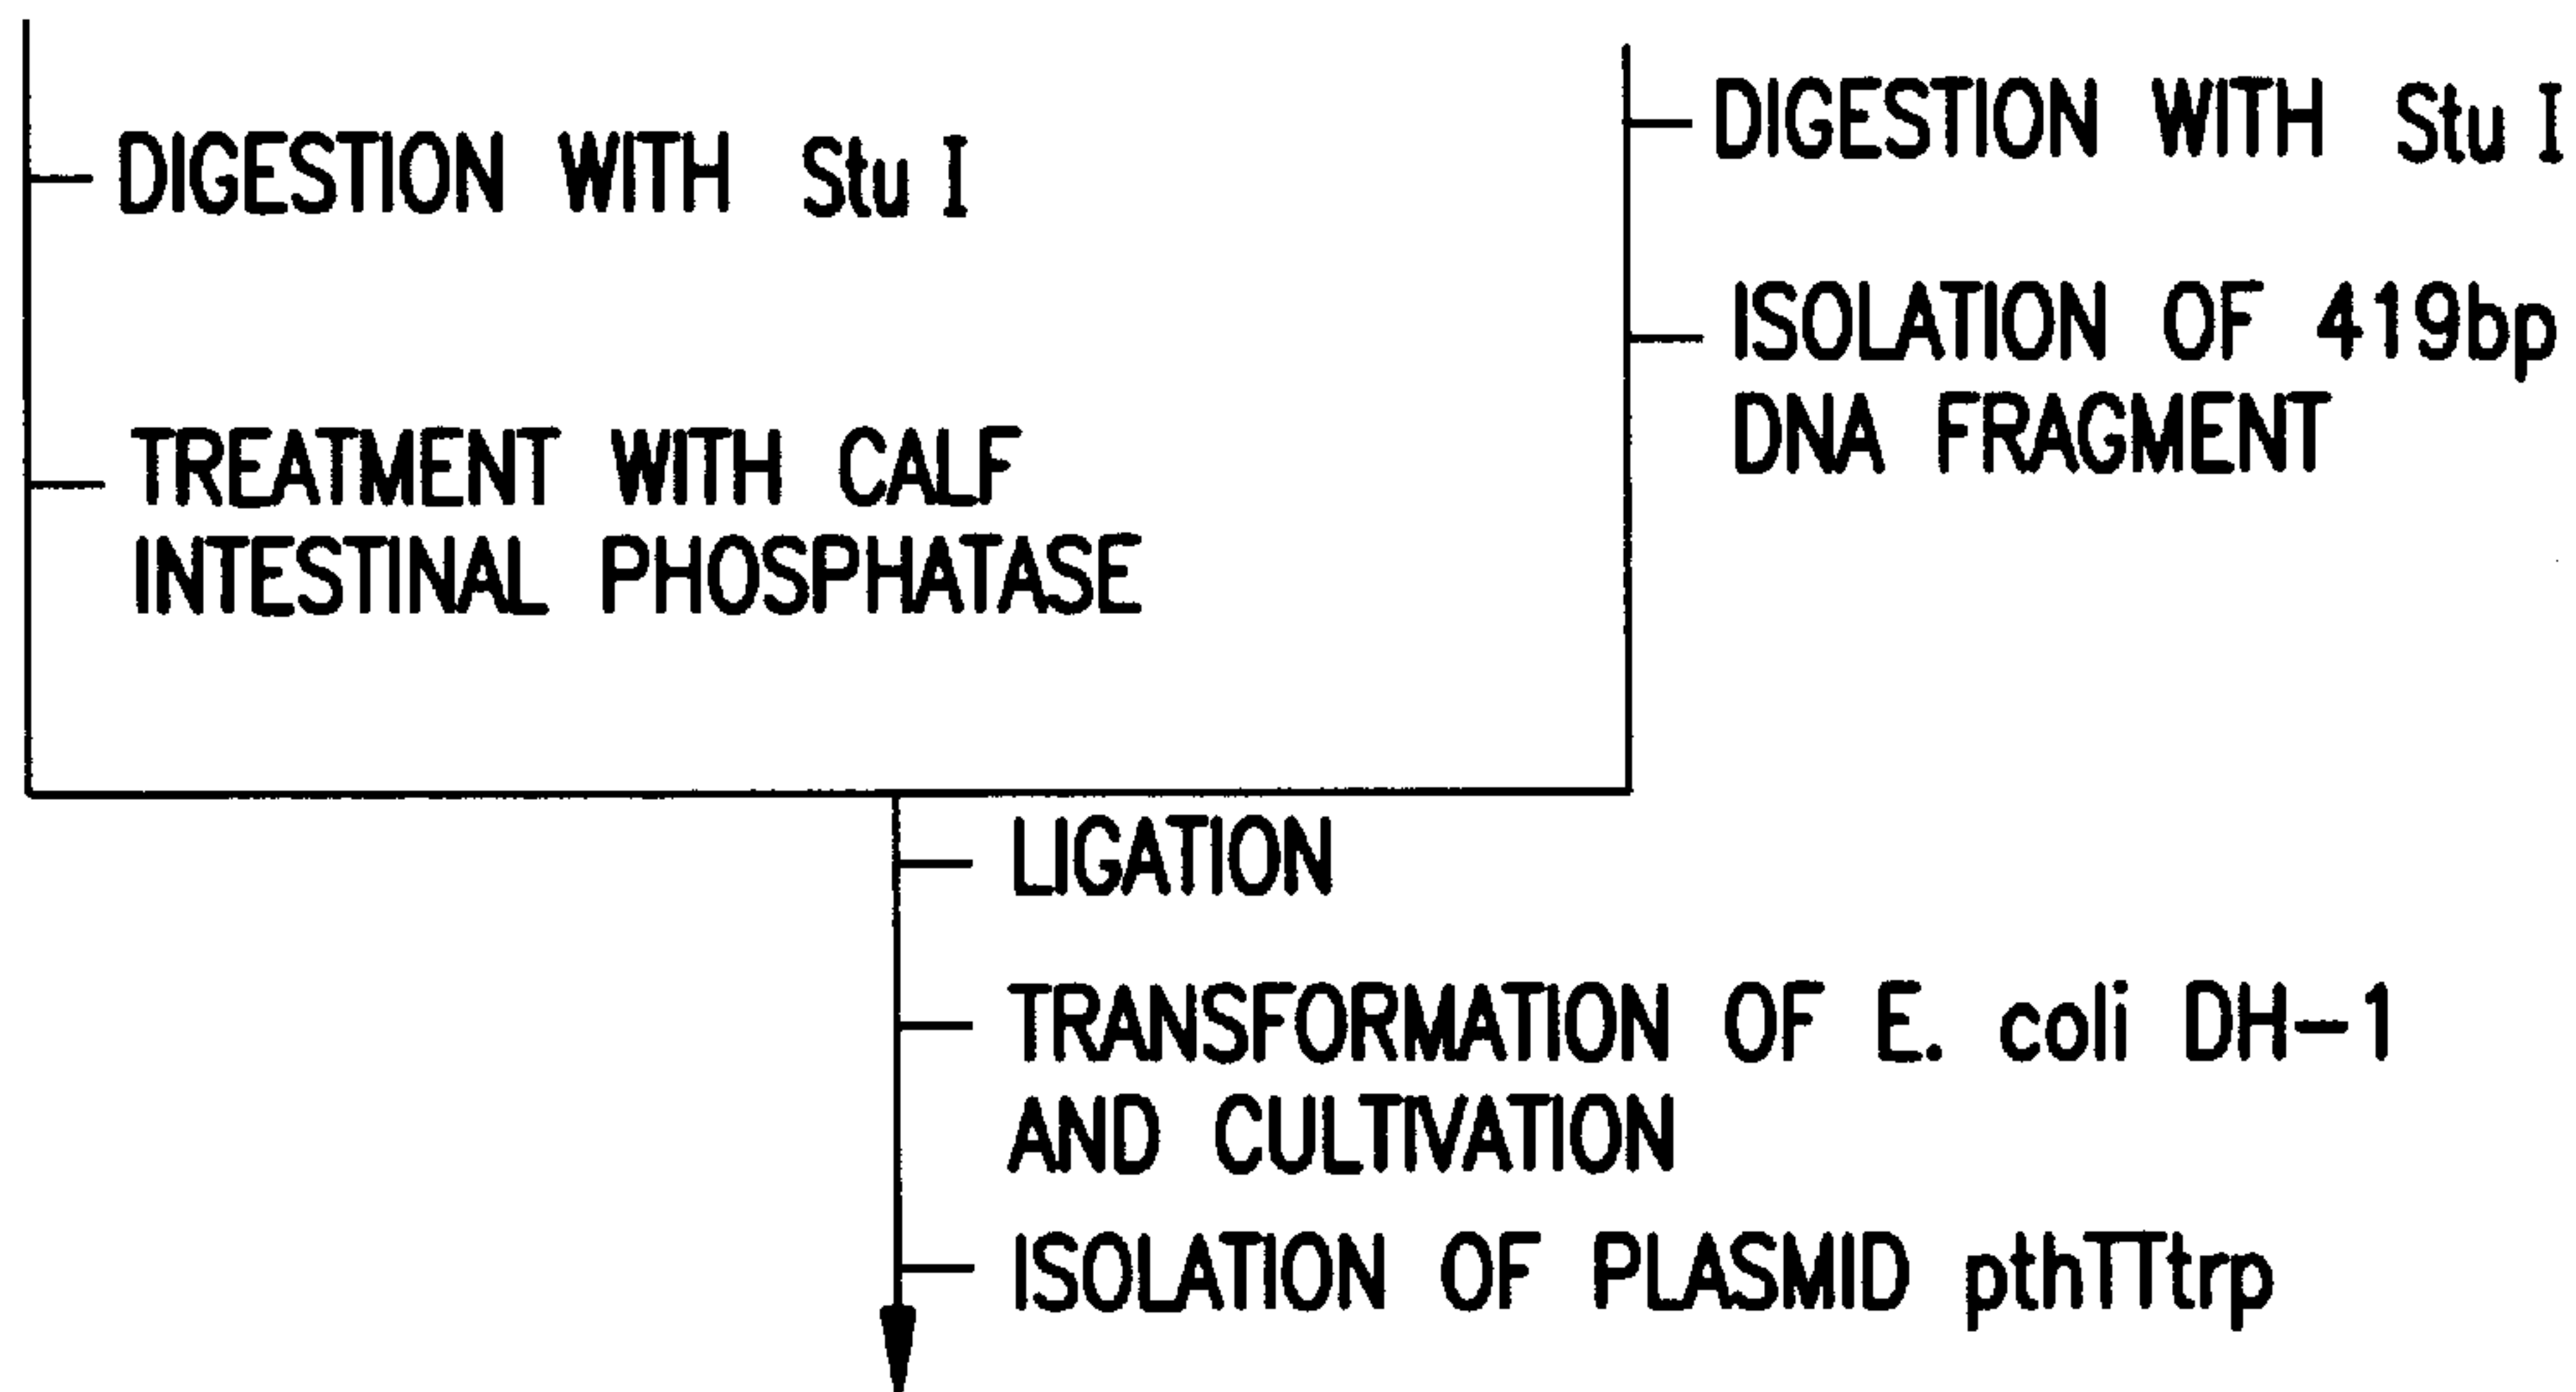 DIGESTION WITH Stu I
TREATMENT WITH CALF
INTESTINAL PHOSPHATASE
DIGESTION WITH Stu I
ISOLATION OF 419bp
DNA FRAGMENT
LIGATION
TRANSFORMATION OF E. coli DH-1
AND CULTIVATION
ISOLATION OF PLASMID pthTTtrp